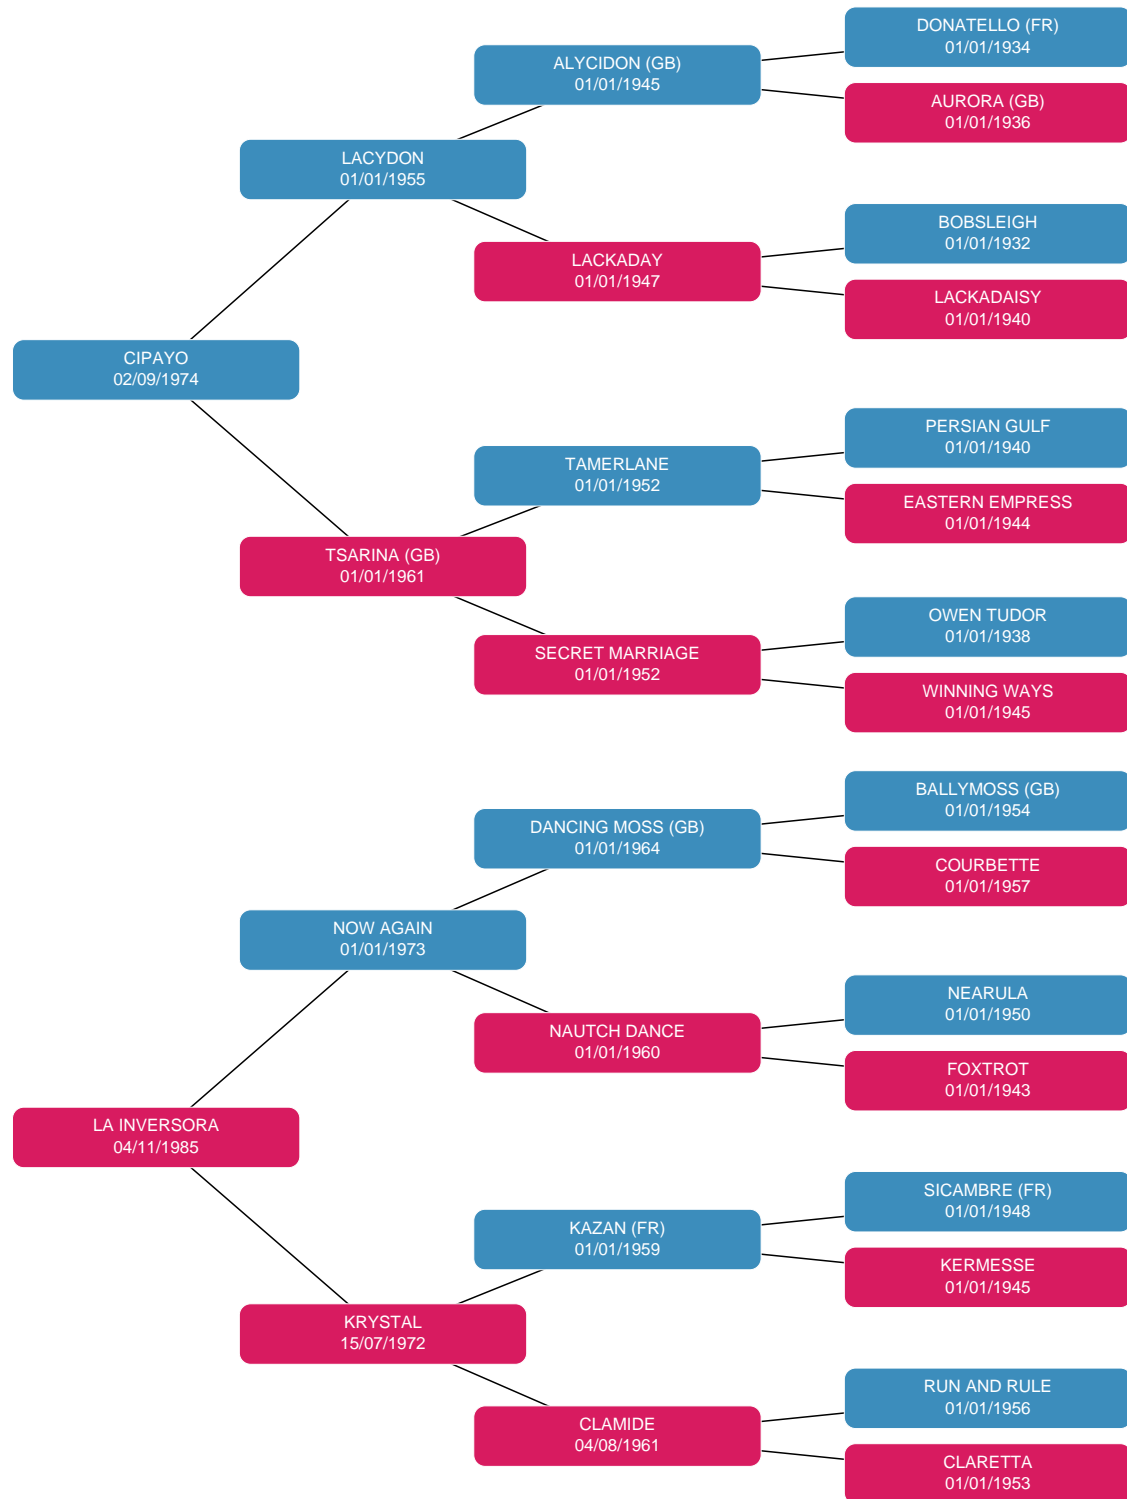 DONATELLO (FR)
01/01/1934
ALYCIDON (GB)
01/01/1945
AURORA (GB)
01/01/1936
LACYDON
01/01/1955
BOBSLEIGH
01/01/1932
LACKADAY
01/01/1947
LACKADAISY
01/01/1940
CIPAYO
02/09/1974
PERSIAN GULF
01/01/1940
TAMERLANE
01/01/1952
EASTERN EMPRESS
01/01/1944
TSARINA (GB)
01/01/1961
OWEN TUDOR
01/01/1938
SECRET MARRIAGE
01/01/1952
WINNING WAYS
01/01/1945
BALLYMOSS (GB)
01/01/1954
DANCING MOSS (GB)
01/01/1964
COURBETTE
01/01/1957
NOW AGAIN
01/01/1973
NEARULA
01/01/1950
NAUTCH DANCE
01/01/1960
FOXTROT
01/01/1943
LA INVERSORA
04/11/1985
SICAMBRE (FR)
01/01/1948
KAZAN (FR)
01/01/1959
KERMESSE
01/01/1945
KRYSTAL
15/07/1972
RUN AND RULE
01/01/1956
CLAMIDE
04/08/1961
CLARETTA
01/01/1953